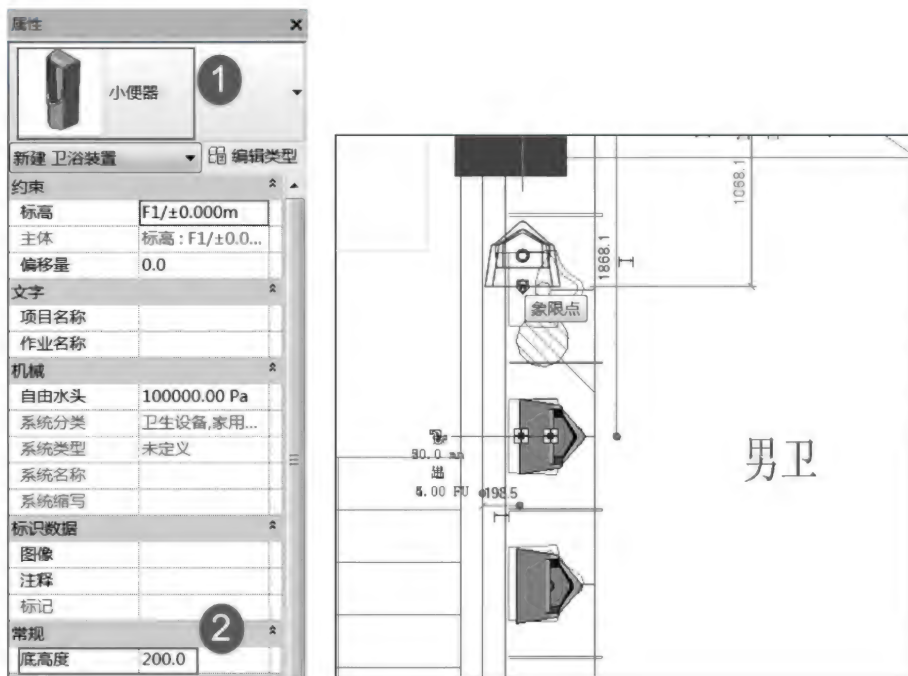 属性
1
小便器
新建 卫浴装置 编辑类型
约束
标高 F1/±0.000m
主体 标高 : F1/±0.0...
偏移量 0.0
文字
项目名称
作业名称
机械
自由水头 100000.00 Pa
系统分类 卫生设备,家用...
系统类型 未定义
系统名称
系统缩写
标识数据
图像
注释
标记
常规
2
底高度 200.0
1068.1
1868.1
象限点
男卫
出
5.00 FU
198.5